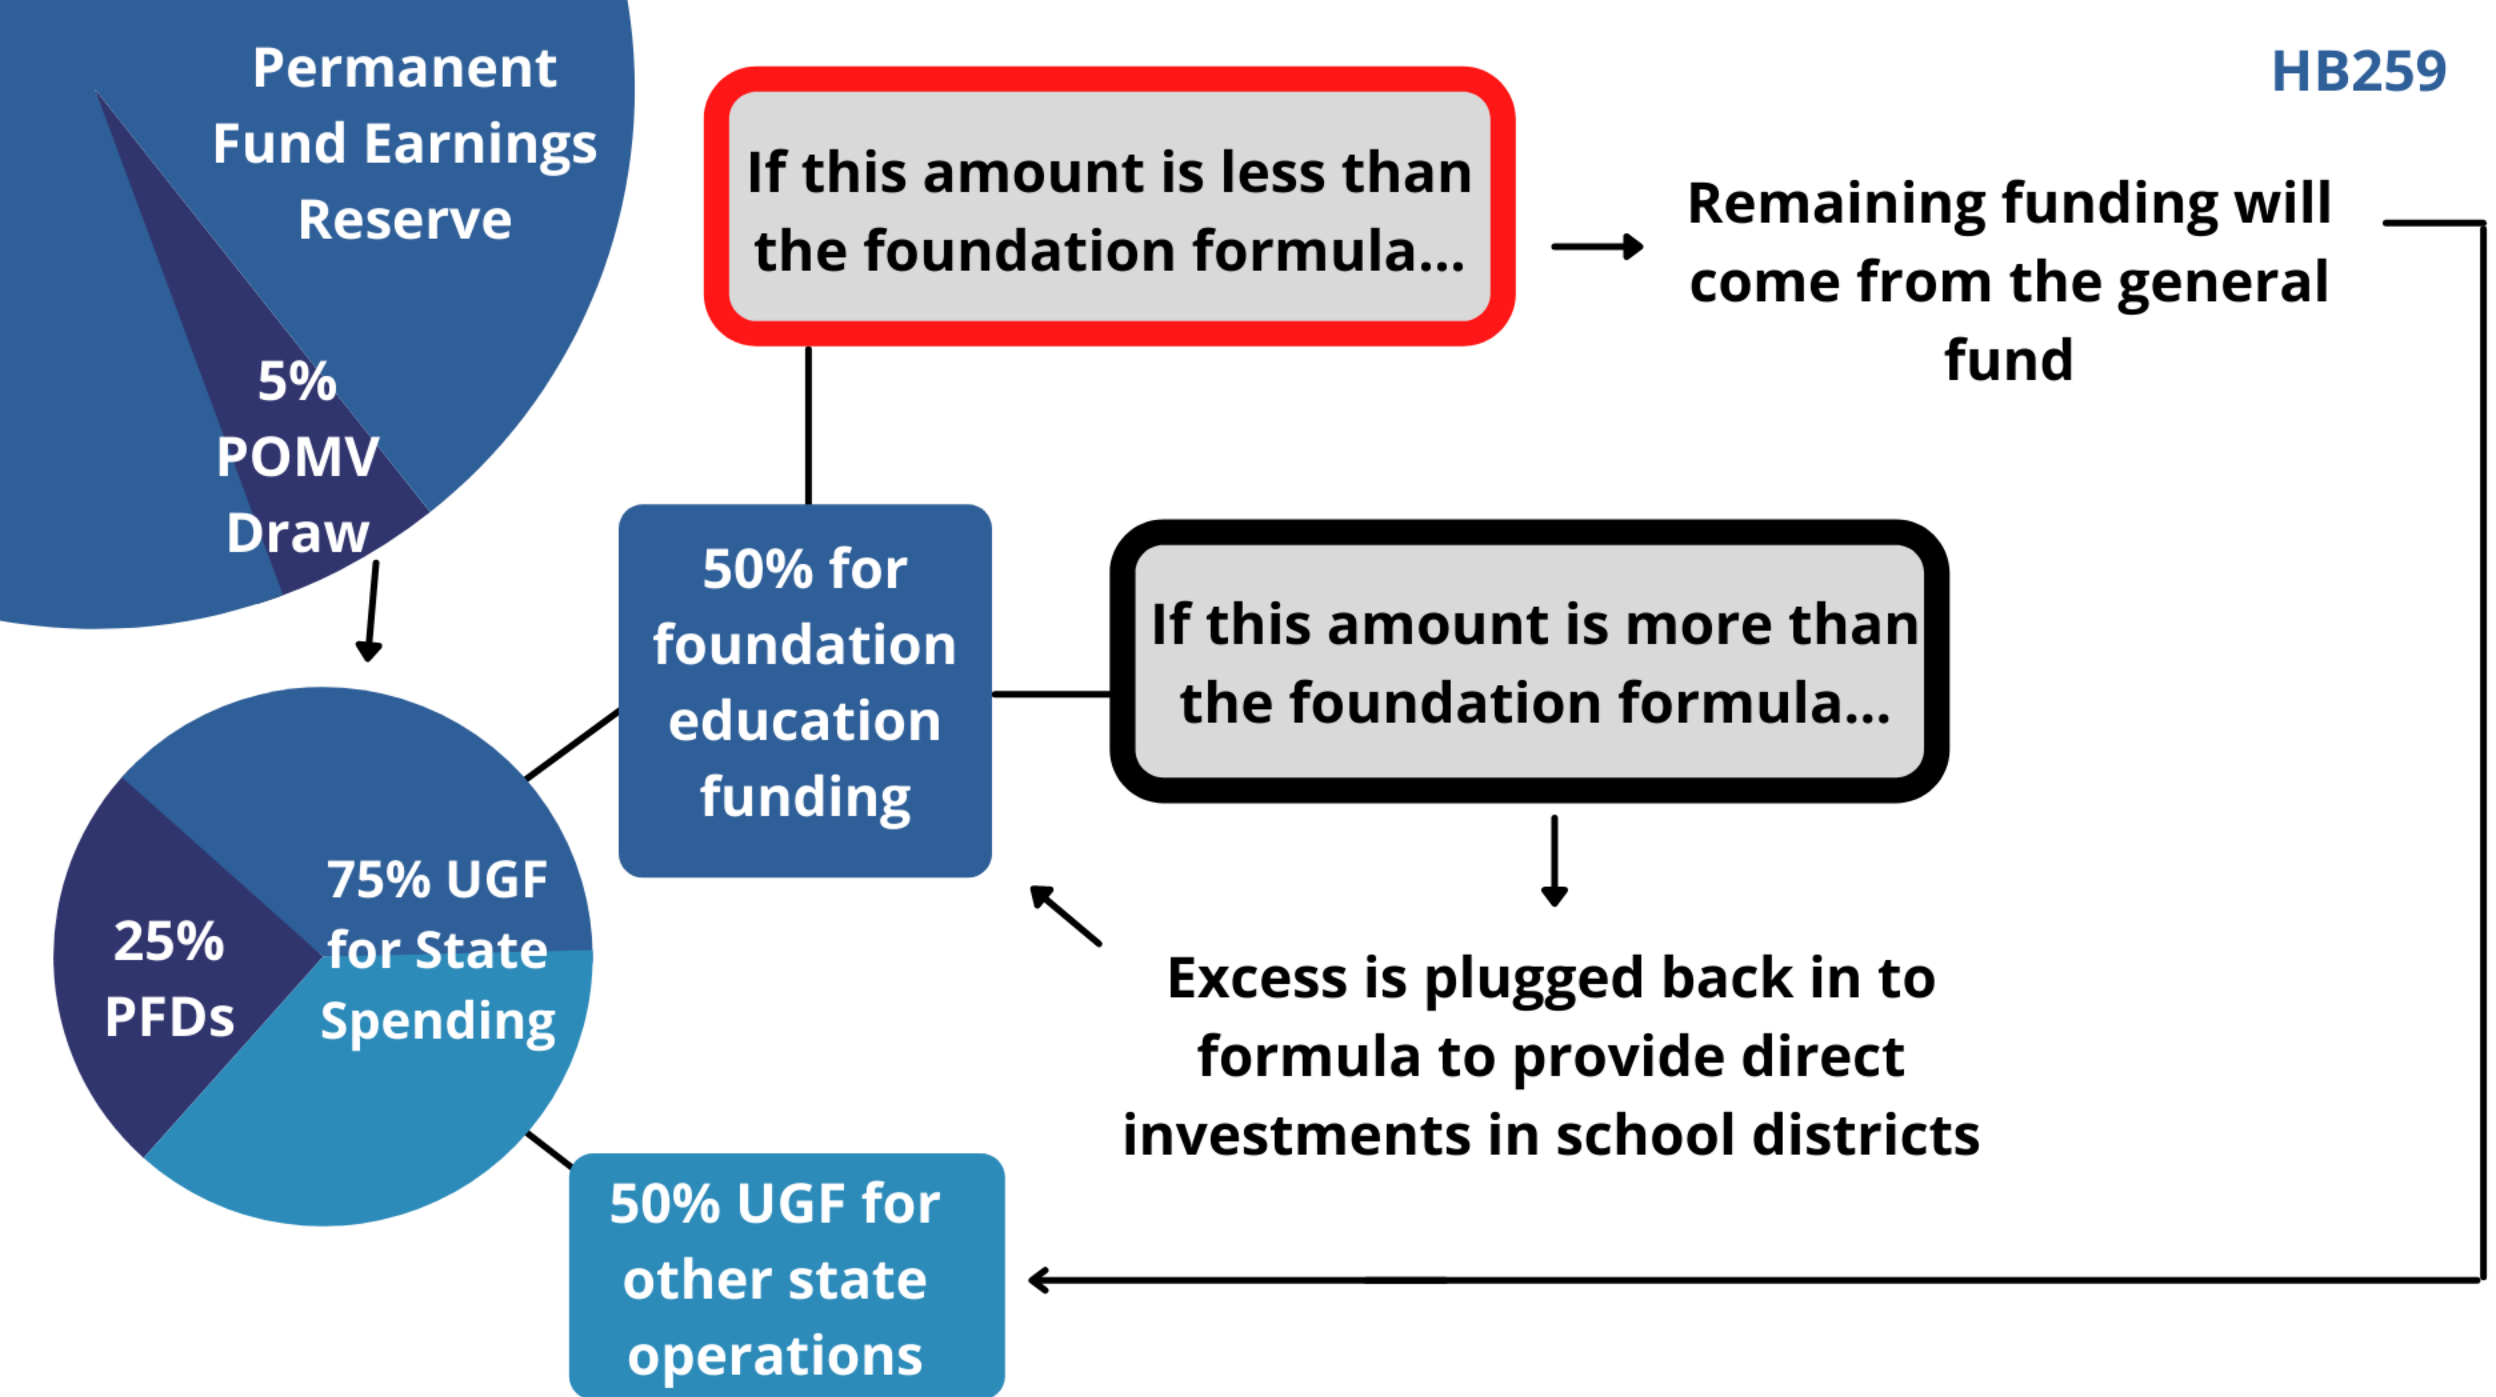 Permanent
Fund Earnings
Reserve
5%
POMV
Draw
If this amount is less than
the foundation formula...
HB259
Remaining funding will
come from the general
fund
50% for
foundation
education
funding
If this amount is more than
the foundation formula...
75% UGF
for State
Spending
25%
PFDs
Excess is plugged back in to
formula to provide direct
investments in school districts
50% UGF for
other state
operations